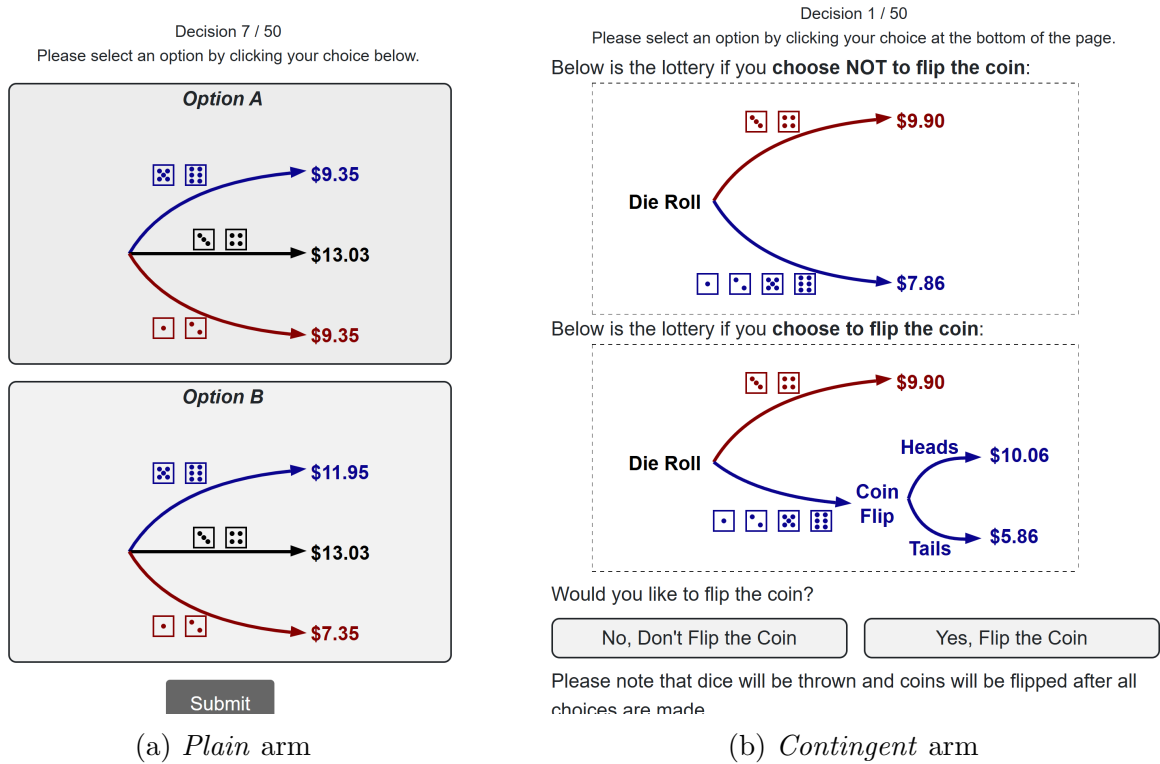 Decision 7 / 50
Please select an option by clicking your choice below.
Option A
$9.35
$13.03
$9.35
Option B
$11.95
$13.03
$7.35
Submit
(a) Plain arm
Decision 1 / 50
Please select an option by clicking your choice at the bottom of the page.
Below is the lottery if you choose NOT to flip the coin:
$9.90
Die Roll
$7.86
Below is the lottery if you choose to flip the coin:
$9.90
Die Roll
Heads
$10.06
Coin
Flip
$5.86
Tails
Would you like to flip the coin?
No, Don't Flip the Coin
Yes, Flip the Coin
Please note that dice will be thrown and coins will be flipped after all
choices are made
(b) Contingent arm